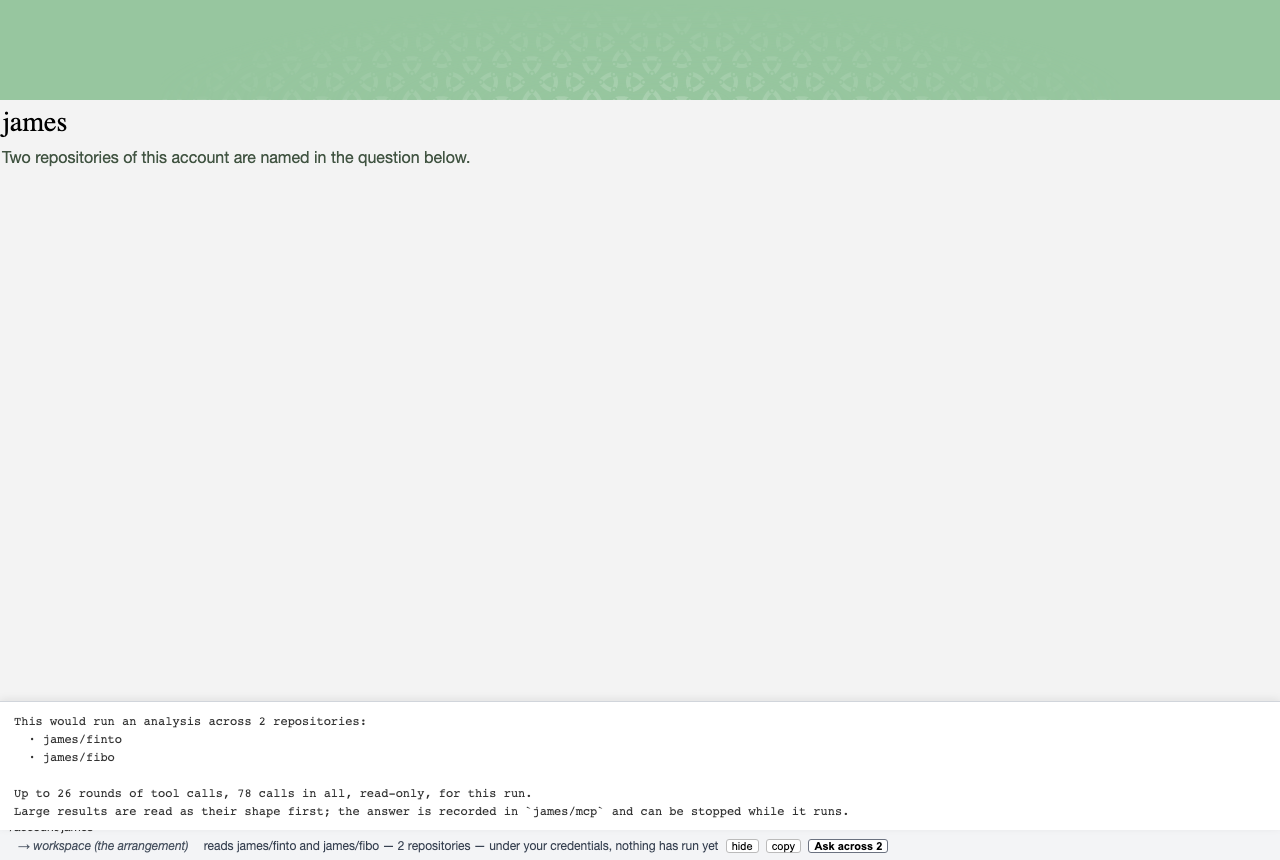 james
Two repositories of this account are named in the question below.
This would run an analysis across 2 repositories:
· james/finto
· james/fibo
Up to 26 rounds of tool calls, 78 calls in all, read-only, for this run.
Large results are read as their shape first; the answer is recorded in `james/mcp` and can be stopped while it runs.
→ workspace (the arrangement) reads james/finto and james/fibo — 2 repositories — under your credentials, nothing has run yet hide copy Ask across 2